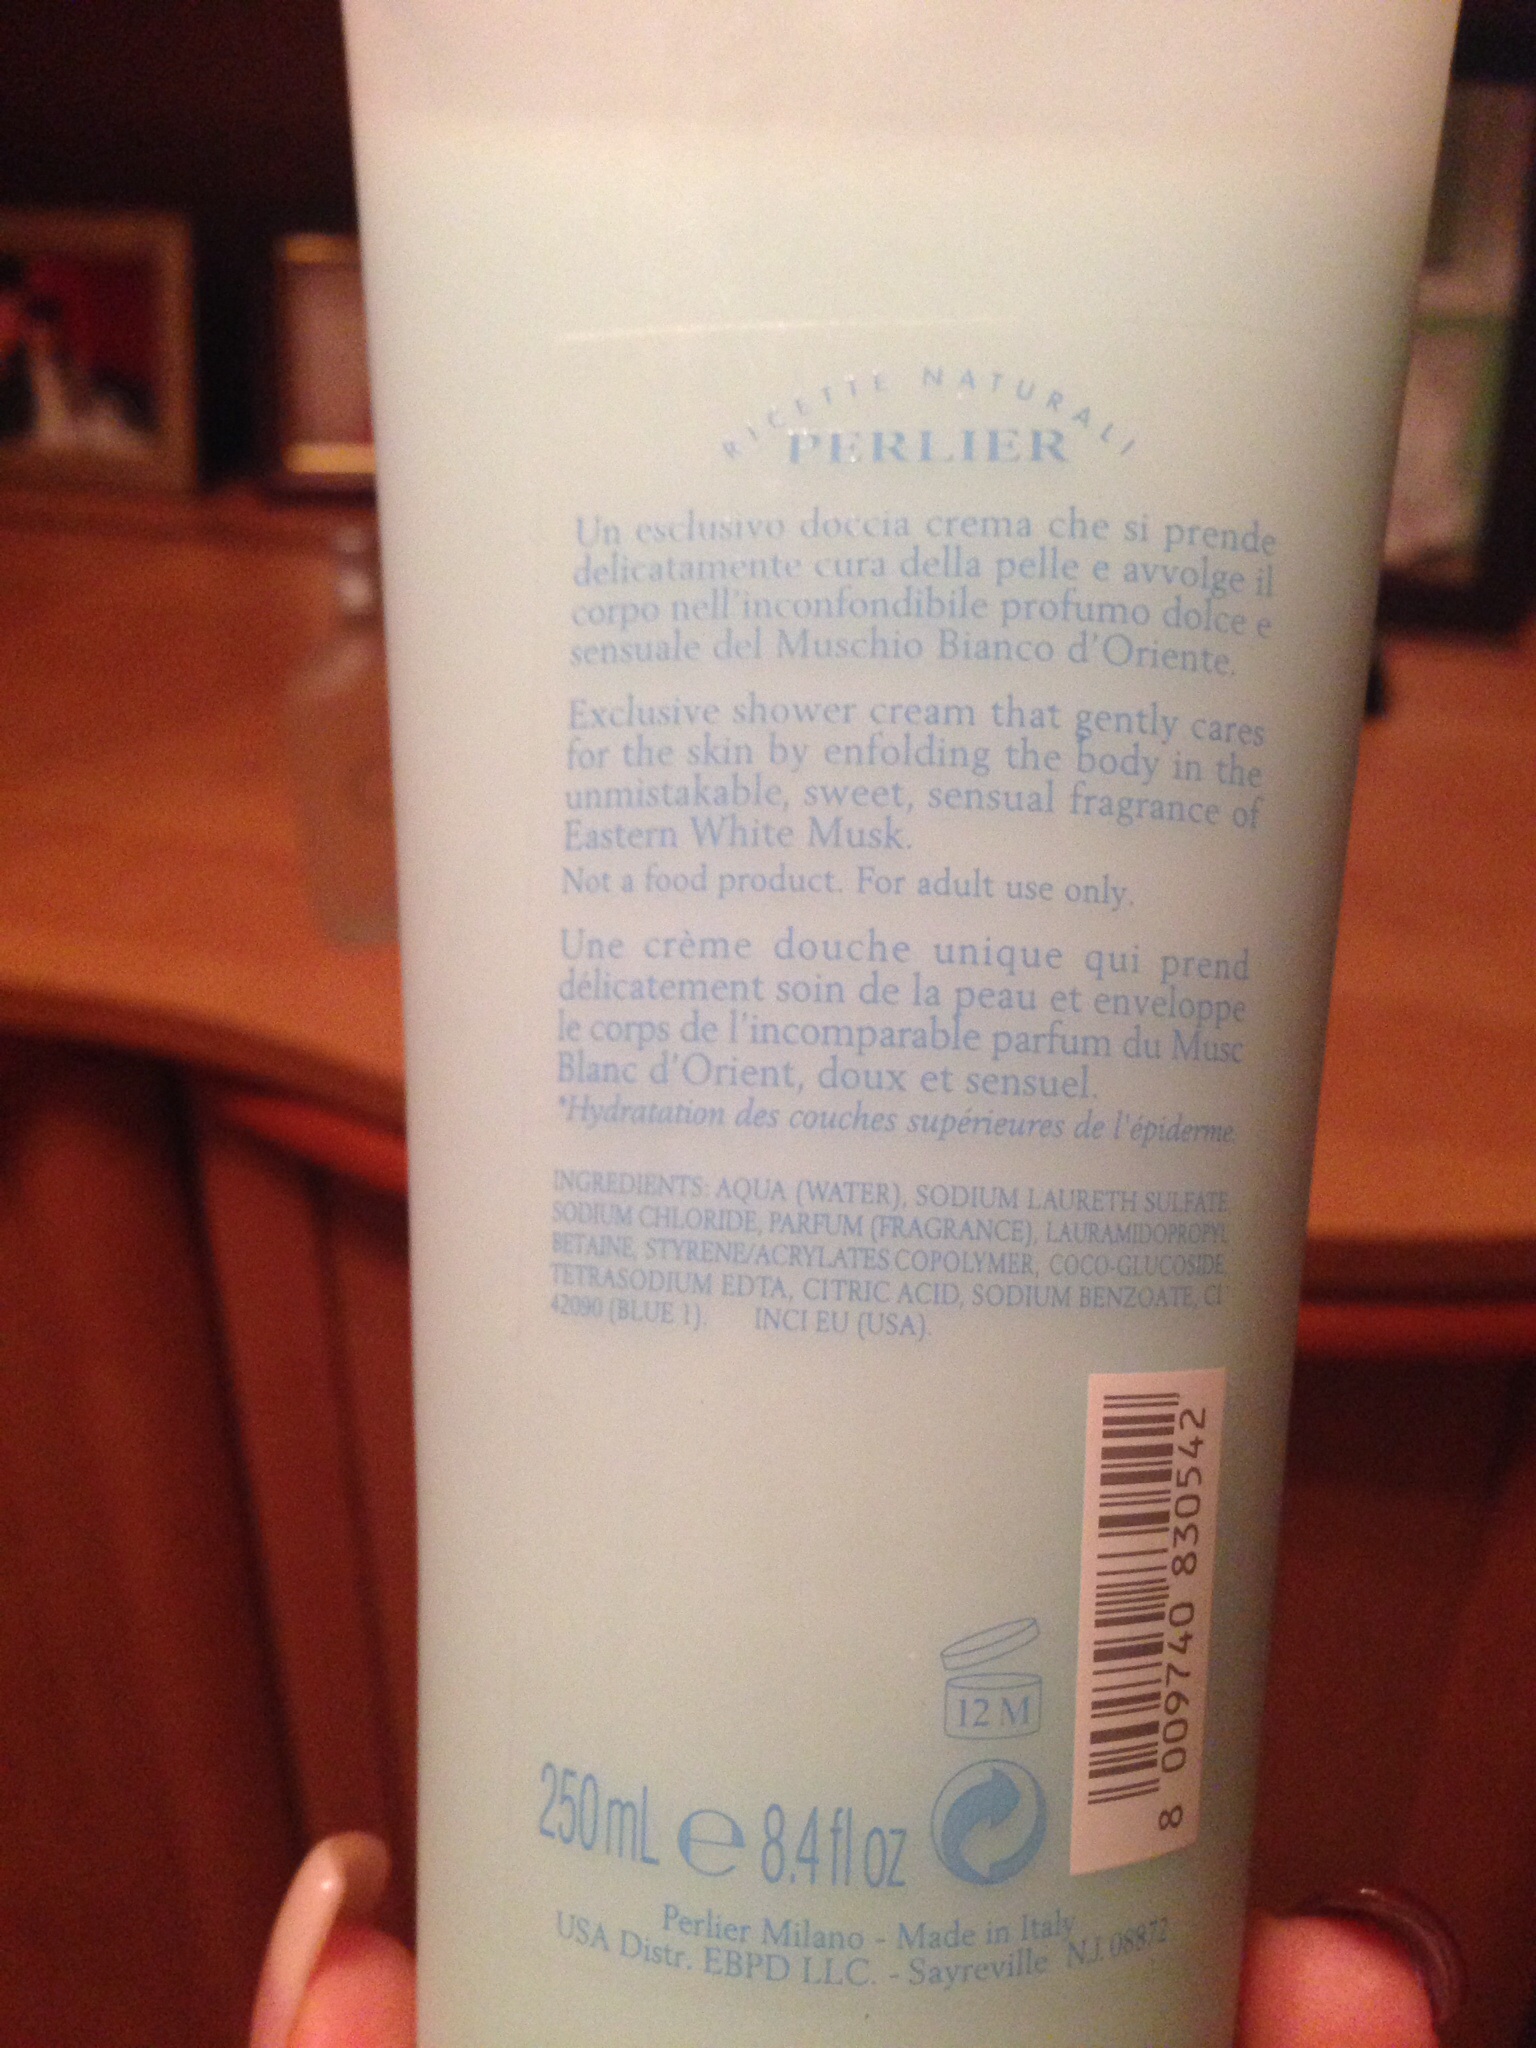 RICETTE NATURALI
PERLIER
Un esclusivo doccia crema che si prende
delicatamente cura della pelle e avvolge il
corpo nell'inconfondibile profumo dolce e
sensuale del Muschio Bianco d'Oriente.
Exclusive shower cream that gently cares
for the skin by enfolding the body in the
unmistakable, sweet, sensual fragrance of
Eastern White Musk.
Not a food product. For adult use only.
Une crème douche unique qui prend
délicatement soin de la peau et enveloppe
le corps de l'incomparable parfum du Musc
Blanc d'Orient, doux et sensuel.
*Hydratation des couches supérieures de l'épiderme.
INGREDIENTS: AQUA (WATER), SODIUM LAURETH SULFATE,
SODIUM CHLORIDE, PARFUM (FRAGRANCE), LAURAMIDOPROPYL
BETAINE, STYRENE/ACRYLATES COPOLYMER, COCO-GLUCOSIDE,
TETRASODIUM EDTA, CITRIC ACID, SODIUM BENZOATE, CI
42090 (BLUE 1). INCI EU (USA).
8 009740 830542
12 M
250 mL e 8.4 fl oz
Perlier Milano - Made in Italy
USA Distr. EBPD LLC. - Sayreville N.J. 08872